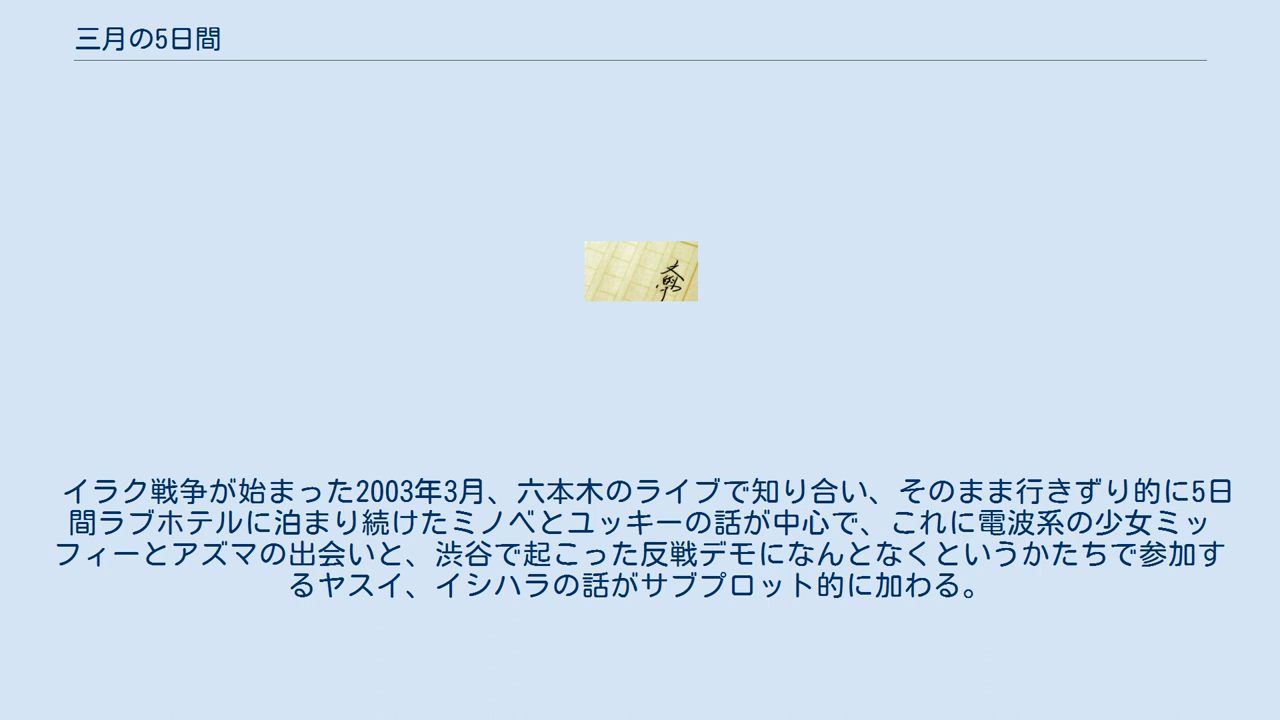 三月の5日間
イラク戦争が始まった2003年3月、六本木のライブで知り合い、そのまま行きずり的に5日
間ラブホテルに泊まり続けたミノベとユッキーの話が中心で、これに電波系の少女ミッ
フィーとアズマの出会いと、渋谷で起こった反戦デモになんとなくというかたちで参加す
るヤスイ、イシハラの話がサブプロット的に加わる。